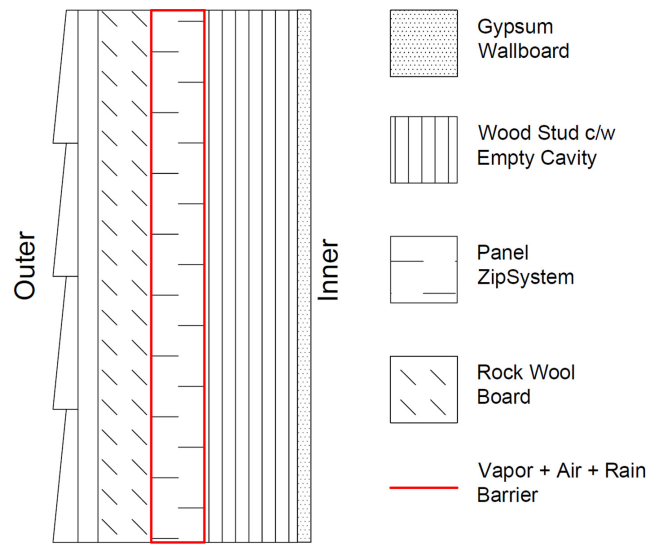 Outer
Inner
Gypsum
Wallboard
Wood Stud c/w
Empty Cavity
Panel
ZipSystem
Rock Wool
Board
Vapor + Air + Rain
Barrier